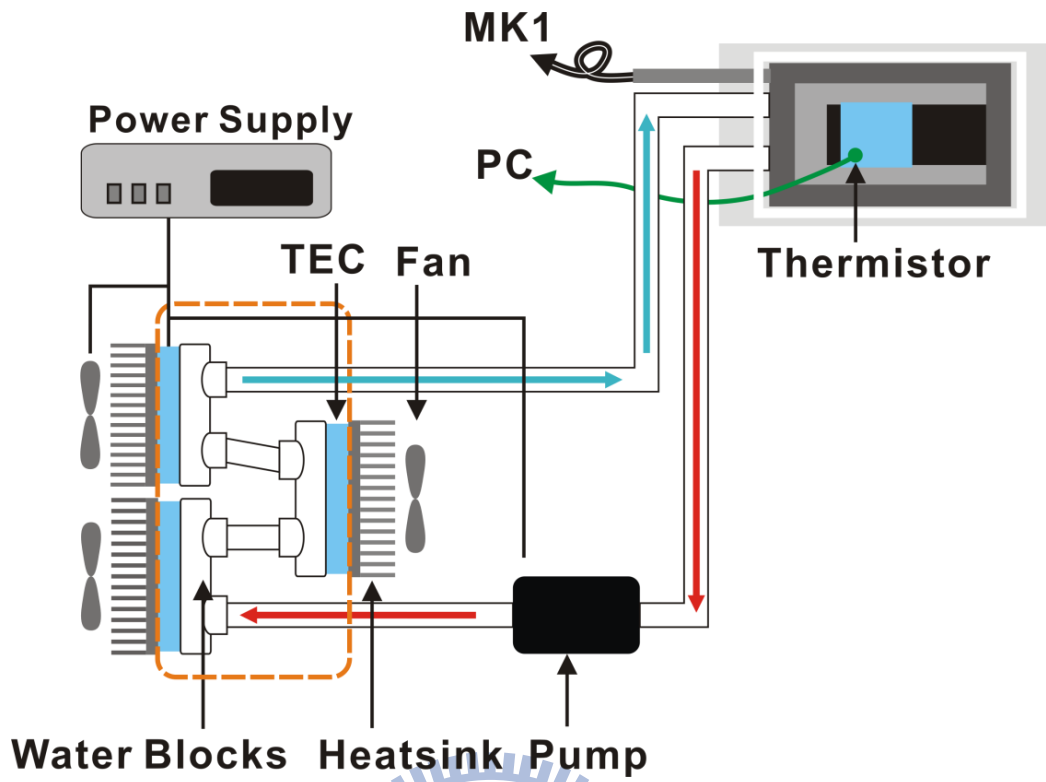 MK1
Power Supply
PC
TEC
Fan
Thermistor
Water Blocks
Heatsink
Pump